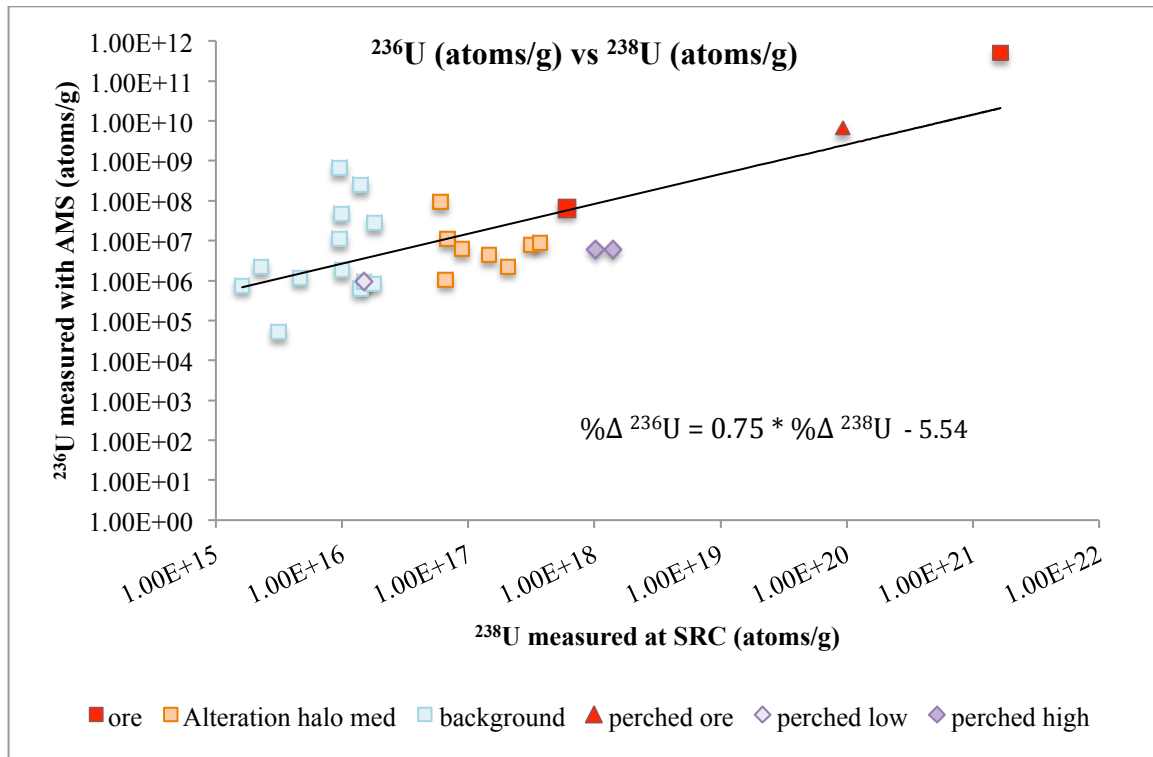 ²³⁶U (atoms/g) vs ²³⁸U (atoms/g)
²³⁶U measured with AMS (atoms/g)
1.00E+12
1.00E+11
1.00E+10
1.00E+09
1.00E+08
1.00E+07
1.00E+06
1.00E+05
1.00E+04
1.00E+03
1.00E+02
1.00E+01
1.00E+00
%Δ ²³⁶U = 0.75 * %Δ ²³⁸U - 5.54
1.00E+15
1.00E+16
1.00E+17
1.00E+18
1.00E+19
1.00E+20
1.00E+21
1.00E+22
²³⁸U measured at SRC (atoms/g)
ore Alteration halo med background perched ore perched low perched high